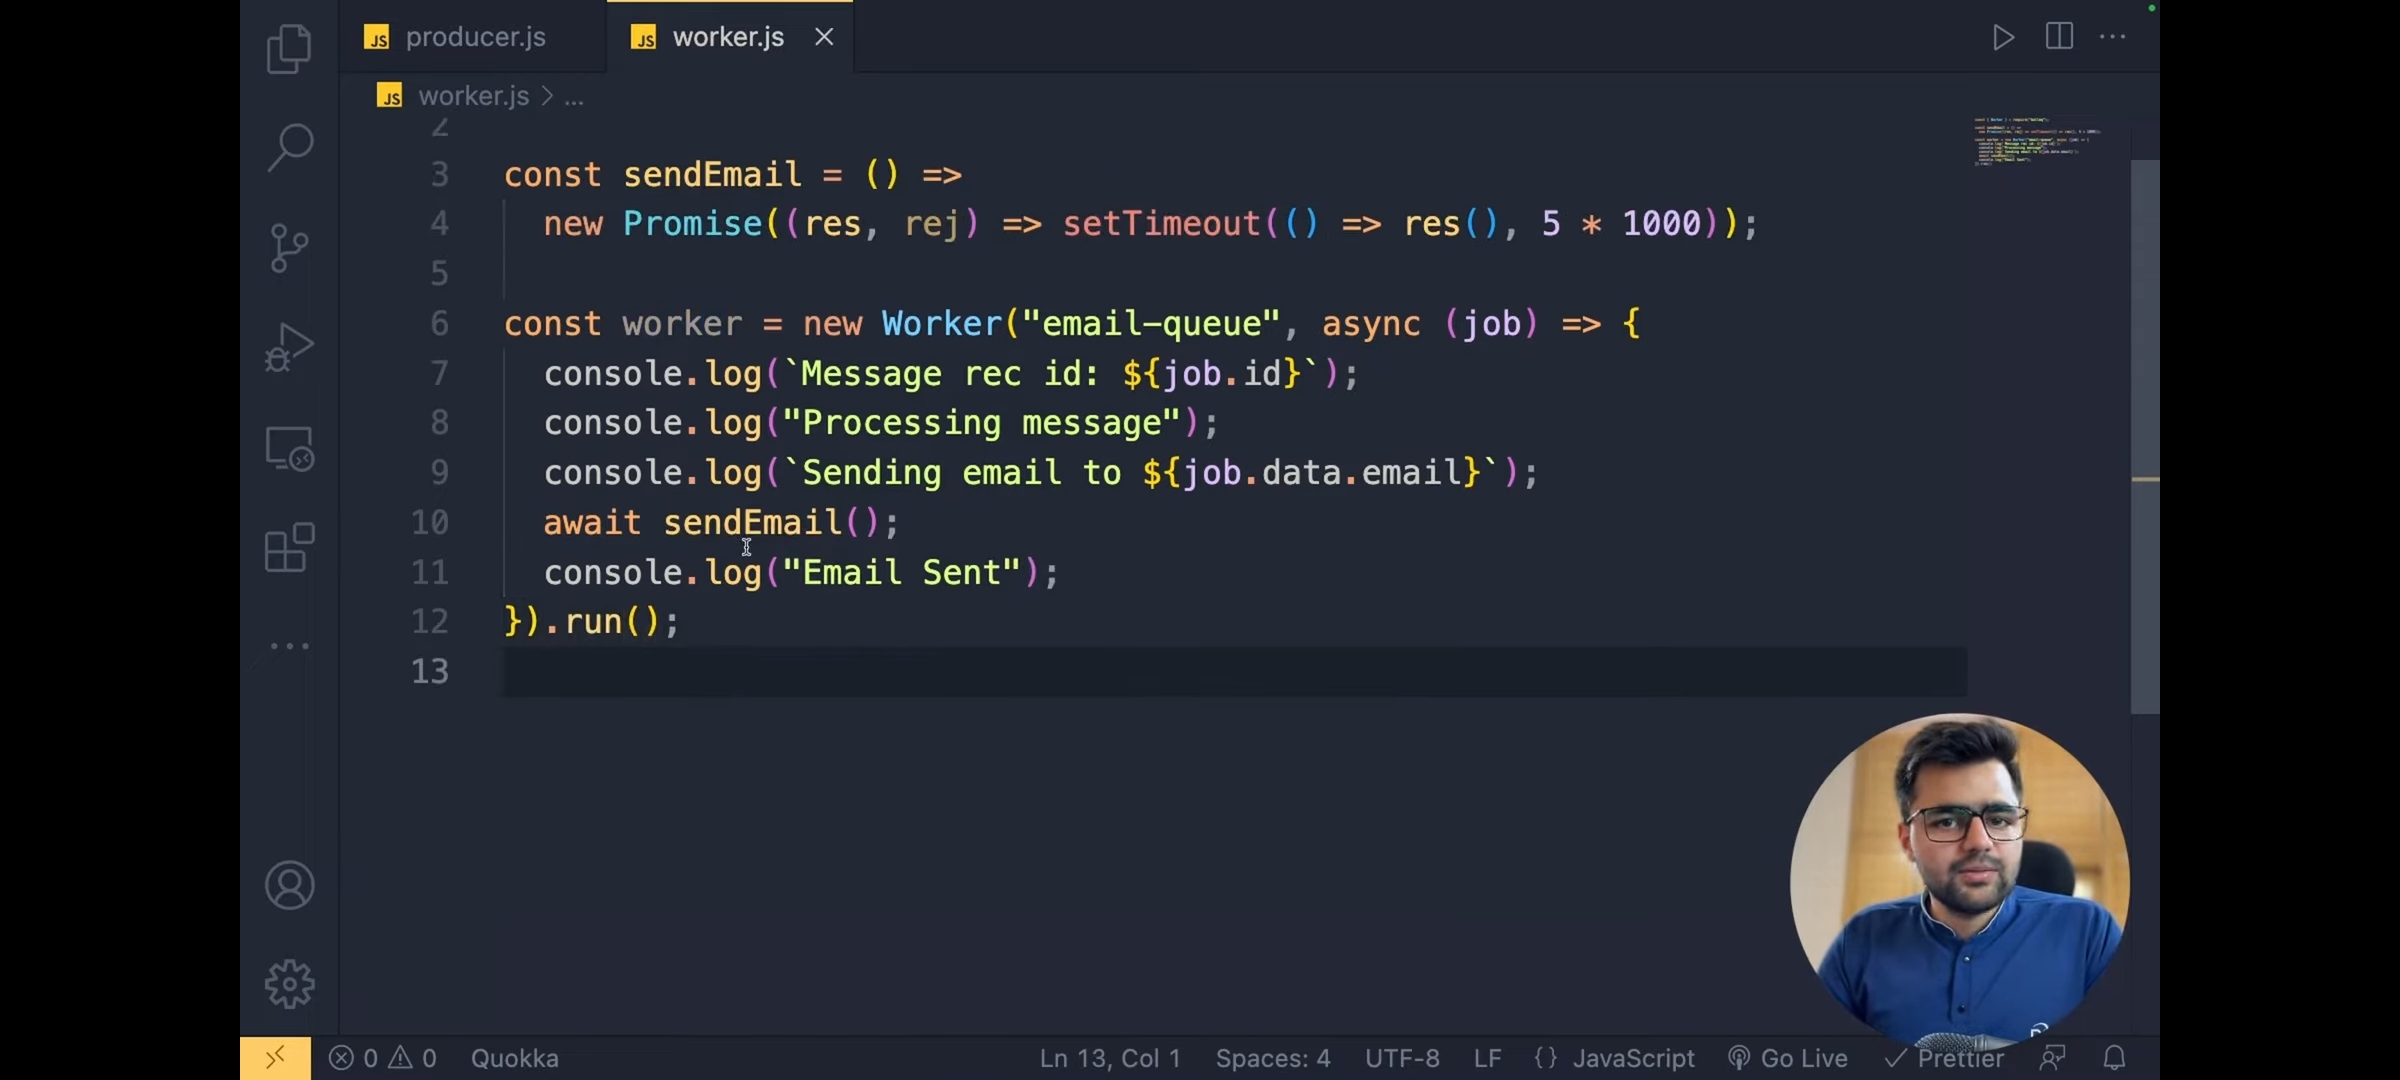 JS producer.js
JS worker.js
JS worker.js > ...
2
3 const sendEmail = () =>
4   new Promise((res, rej) => setTimeout(() => res(), 5 * 1000));
5
6 const worker = new Worker("email-queue", async (job) => {
7   console.log(`Message rec id: ${job.id}`);
8   console.log("Processing message");
9   console.log(`Sending email to ${job.data.email}`);
10   await sendEmail();
11   console.log("Email Sent");
12 }).run();
13
0 0 Quokka Ln 13, Col 1 Spaces: 4 UTF-8 LF {} JavaScript Go Live Prettier